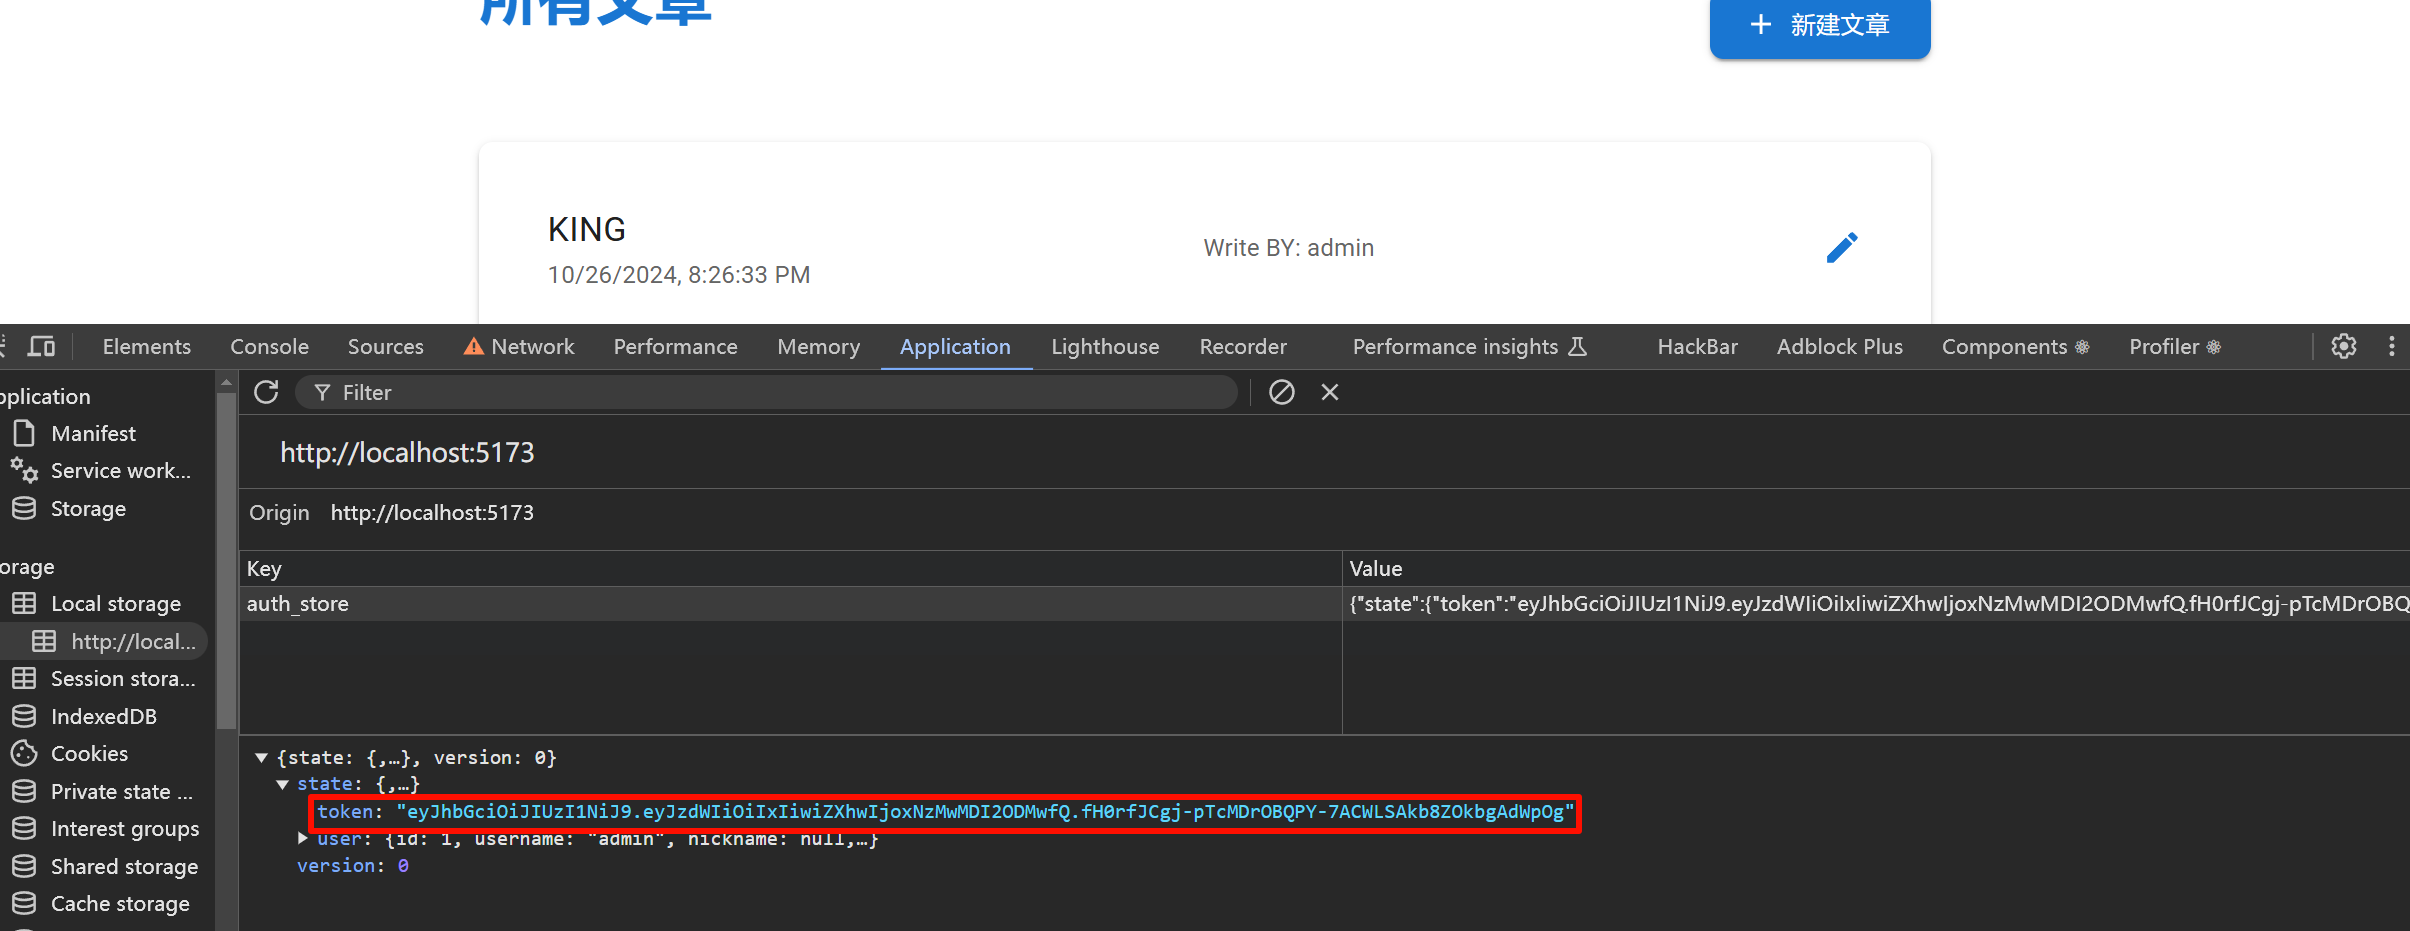 所有文章
+ 新建文章
KING
10/26/2024, 8:26:33 PM
Write BY: admin
Elements Console Sources Network Performance Memory Application Lighthouse Recorder Performance insights HackBar Adblock Plus Components Profiler
pplication
Manifest
Service work...
Storage
orage
Local storage
http://local...
Session stora...
IndexedDB
Cookies
Private state ...
Interest groups
Shared storage
Cache storage
Filter
http://localhost:5173
Origin http://localhost:5173
Key Value
auth_store {"state":{"token":"eyJhbGciOiJIUzI1NiJ9.eyJzdWIiOiIxIiwiZXhwIjoxNzMwMDI2ODMwfQ.fH0rfJCgj-pTcMDrOBQ
{state: {,…}, version: 0}
state: {,…}
token: "eyJhbGciOiJIUzI1NiJ9.eyJzdWIiOiIxIiwiZXhwIjoxNzMwMDI2ODMwfQ.fH0rfJCgj-pTcMDrOBQPY-7ACWLSAkb8ZOkbgAdWpOg"
user: {id: 1, username: "admin", nickname: null,…}
version: 0